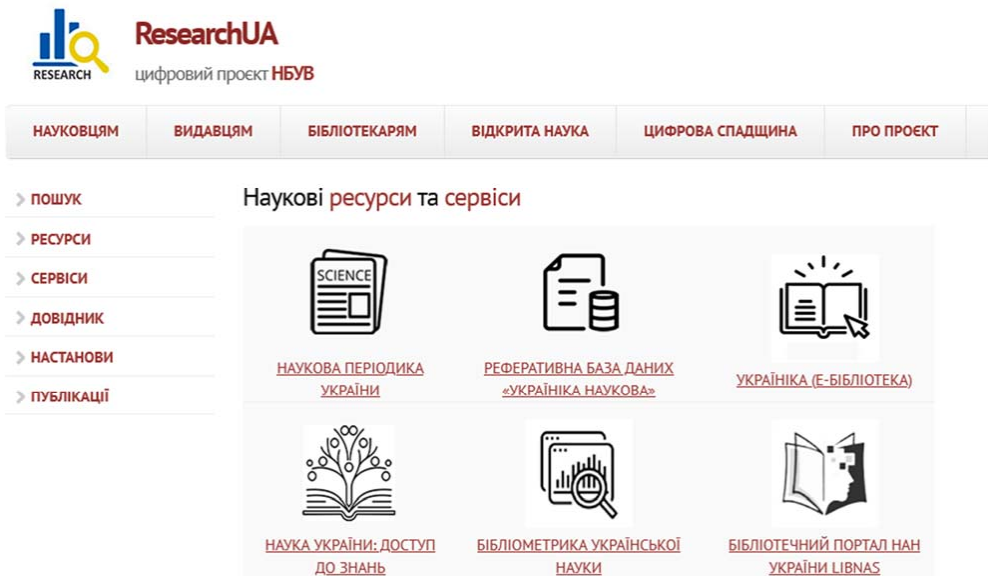 ResearchUA
RESEARCH
цифровий проєкт НБУВ
НАУКОВЦЯМ
ВИДАВЦЯМ
БІБЛІОТЕКАРЯМ
ВІДКРИТА НАУКА
ЦИФРОВА СПАДЩИНА
ПРО ПРОЄКТ
ПОШУК
РЕСУРСИ
СЕРВІСИ
ДОВІДНИК
НАСТАНОВИ
ПУБЛІКАЦІЇ
Наукові ресурси та сервіси
SCIENCE
НАУКОВА ПЕРІОДИКА
УКРАЇНИ
РЕФЕРАТИВНА БАЗА ДАНИХ
«УКРАЇНІКА НАУКОВА»
УКРАЇНІКА (Е-БІБЛІОТЕКА)
НАУКА УКРАЇНИ: ДОСТУП
ДО ЗНАНЬ
БІБЛІОМЕТРИКА УКРАЇНСЬКОЇ
НАУКИ
БІБЛІОТЕЧНИЙ ПОРТАЛ НАН
УКРАЇНИ LIBNAS